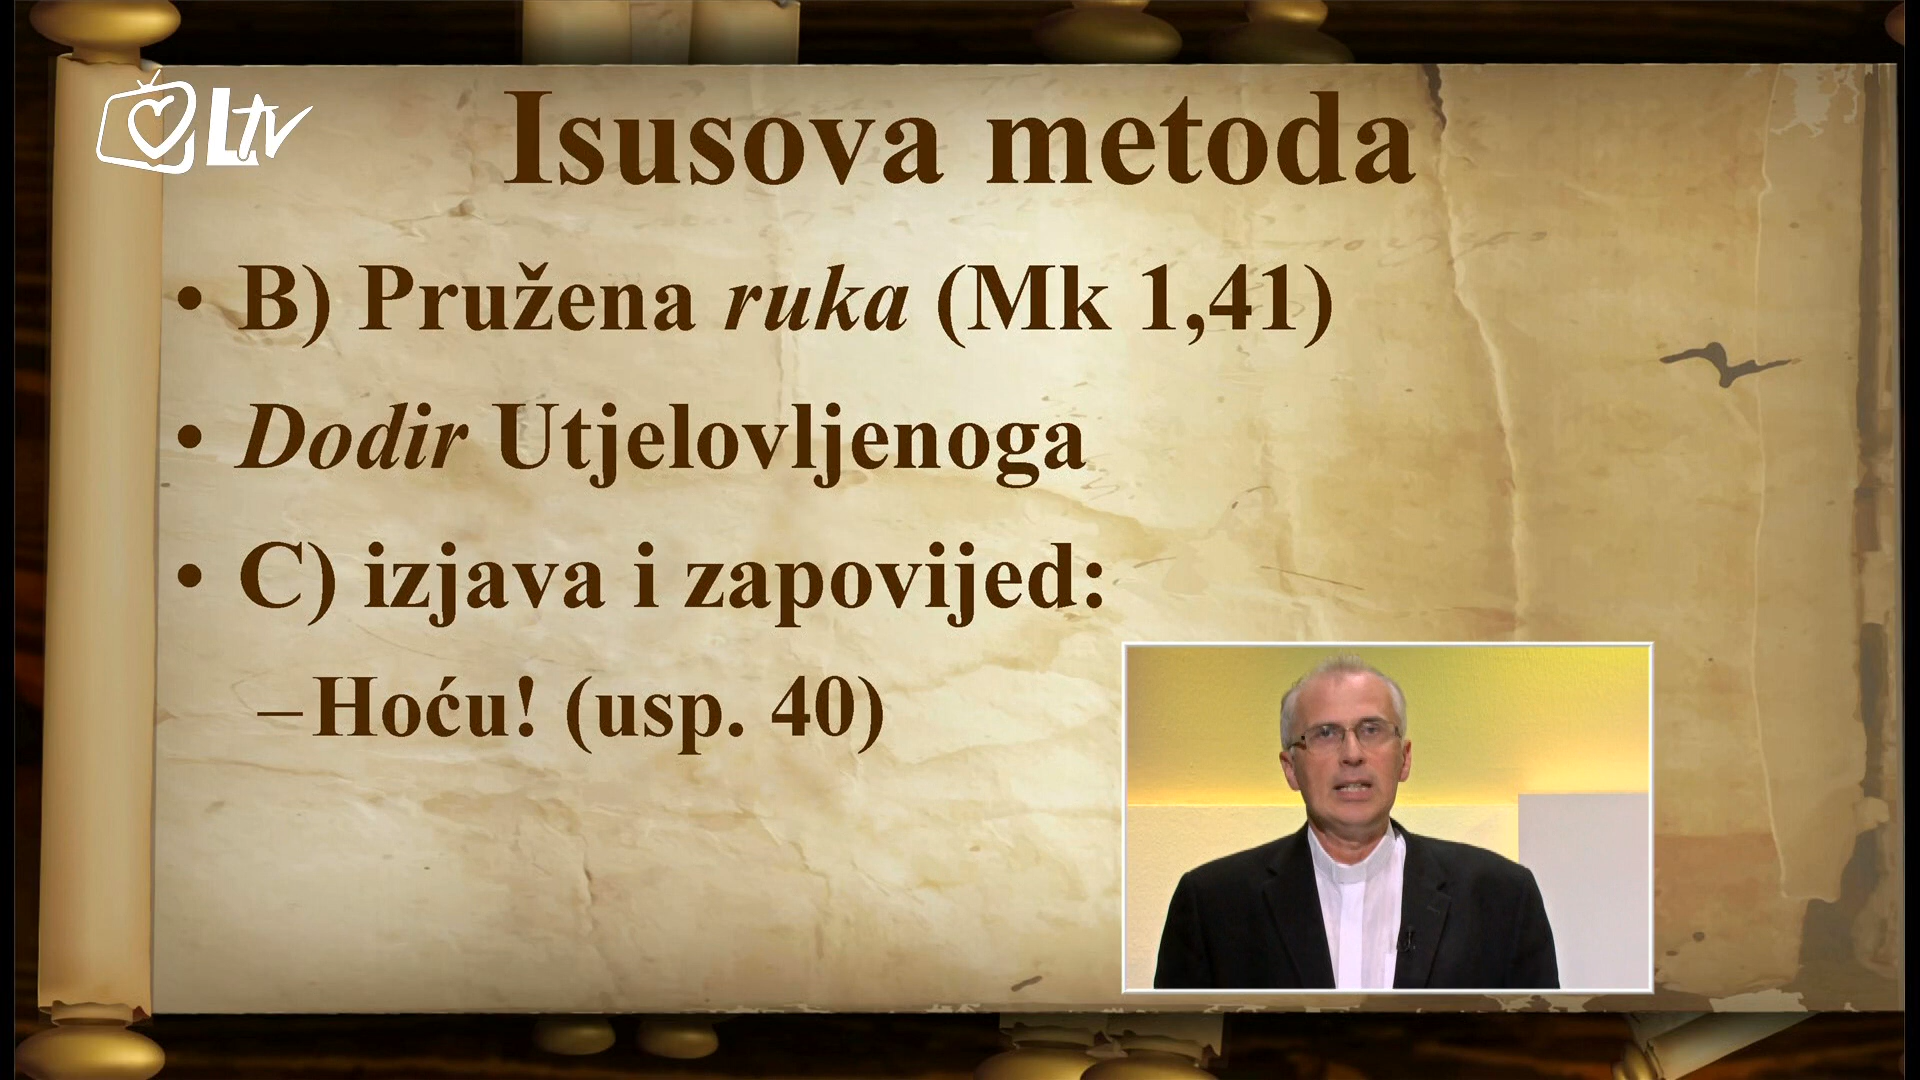 LTV
Isusova metoda
• B) Pružena ruka (Mk 1,41)
• Dodir Utjelovljenoga
• C) izjava i zapovijed:
–Hoću! (usp. 40)